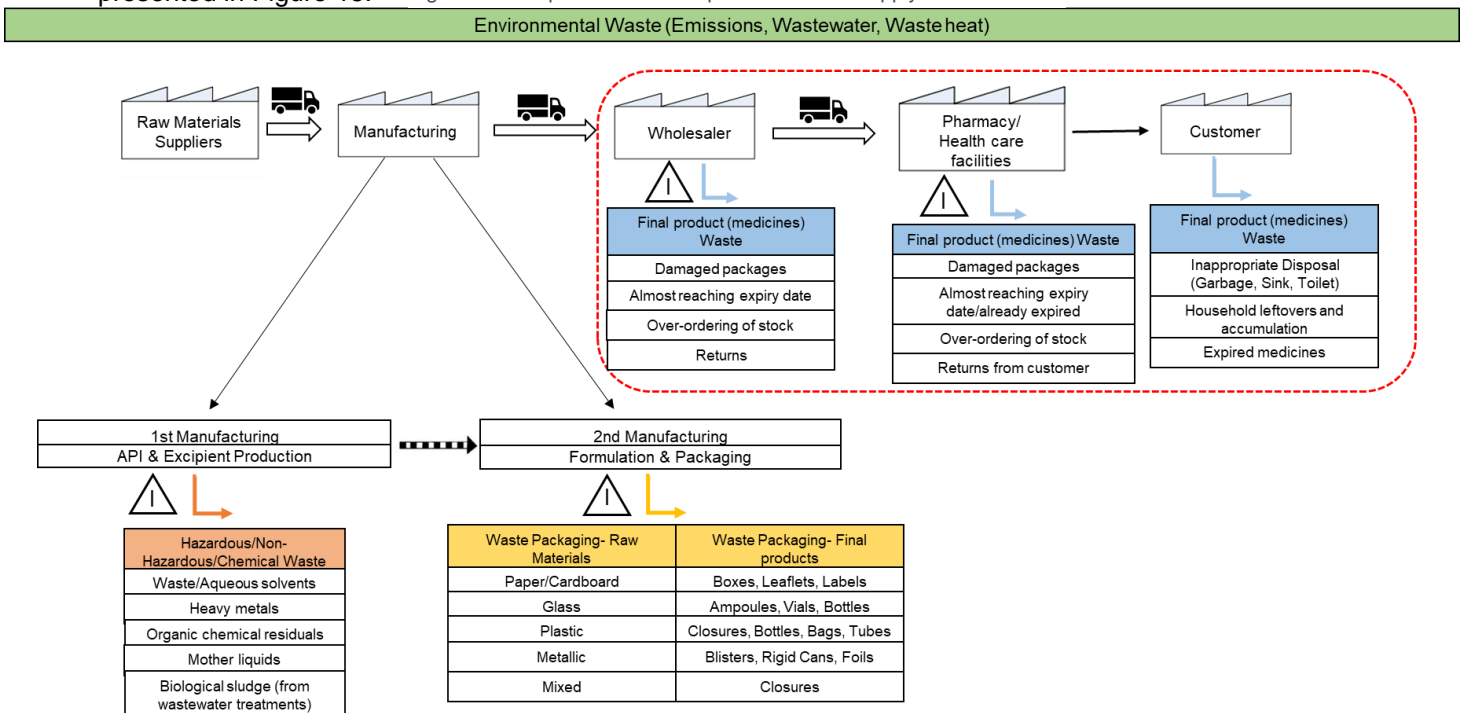 presented in Figure
Environmental Waste (Emissions, Wastewater, Waste heat)
Raw Materials
Suppliers
Manufacturing
Wholesaler
Pharmacy/
Health care
facilities
Customer
I
Final product (medicines)
Waste
Damaged packages
Almost reaching expiry date
Over-ordering of stock
Returns
I
Final product (medicines) Waste
Damaged packages
Almost reaching expiry
date/already expired
Over-ordering of stock
Returns from customer
Final product (medicines)
Waste
Inappropriate Disposal
(Garbage, Sink, Toilet)
Household leftovers and
accumulation
Expired medicines
1st Manufacturing
API & Excipient Production
2nd Manufacturing
Formulation & Packaging
I
Hazardous/Non-
Hazardous/Chemical Waste
Waste/Aqueous solvents
Heavy metals
Organic chemical residuals
Mother liquids
Biological sludge (from
wastewater treatments)
I
Waste Packaging- Raw
Materials
Paper/Cardboard
Glass
Plastic
Metallic
Mixed
Waste Packaging- Final
products
Boxes, Leaflets, Labels
Ampoules, Vials, Bottles
Closures, Bottles, Bags, Tubes
Blisters, Rigid Cans, Foils
Closures